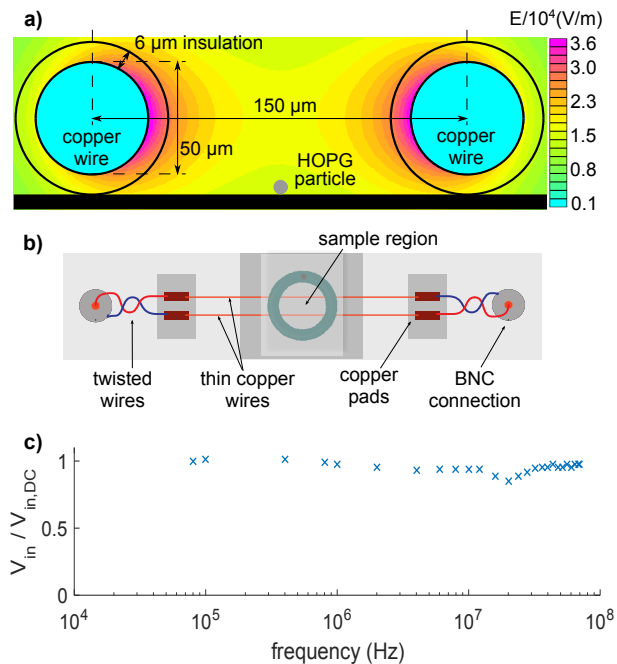 a)
E/10⁴(V/m)
6 µm insulation
3.6
3.0
2.3
1.5
0.8
0.1
150 µm
copper wire
50 µm
copper wire
HOPG
particle
b)
sample region
twisted
wires
thin copper
wires
copper
pads
BNC
connection
c)
V_in / V_in,DC
1
0.5
0
10⁴
10⁵
10⁶
10⁷
10⁸
frequency (Hz)